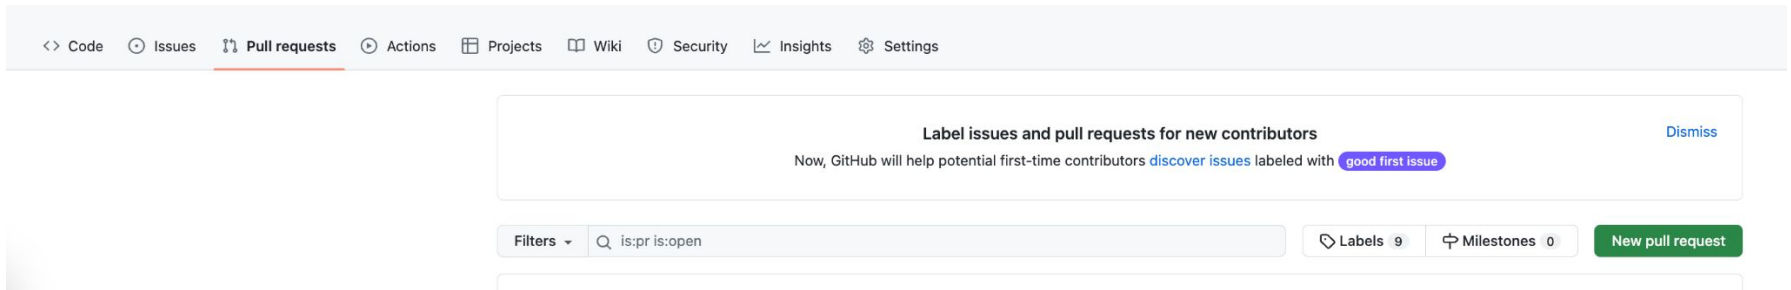 Code Issues Pull requests Actions Projects Wiki Security Insights Settings
Label issues and pull requests for new contributors
Dismiss
Now, GitHub will help potential first-time contributors discover issues labeled with good first issue
Filters is:pr is:open Labels 9 Milestones 0 New pull request